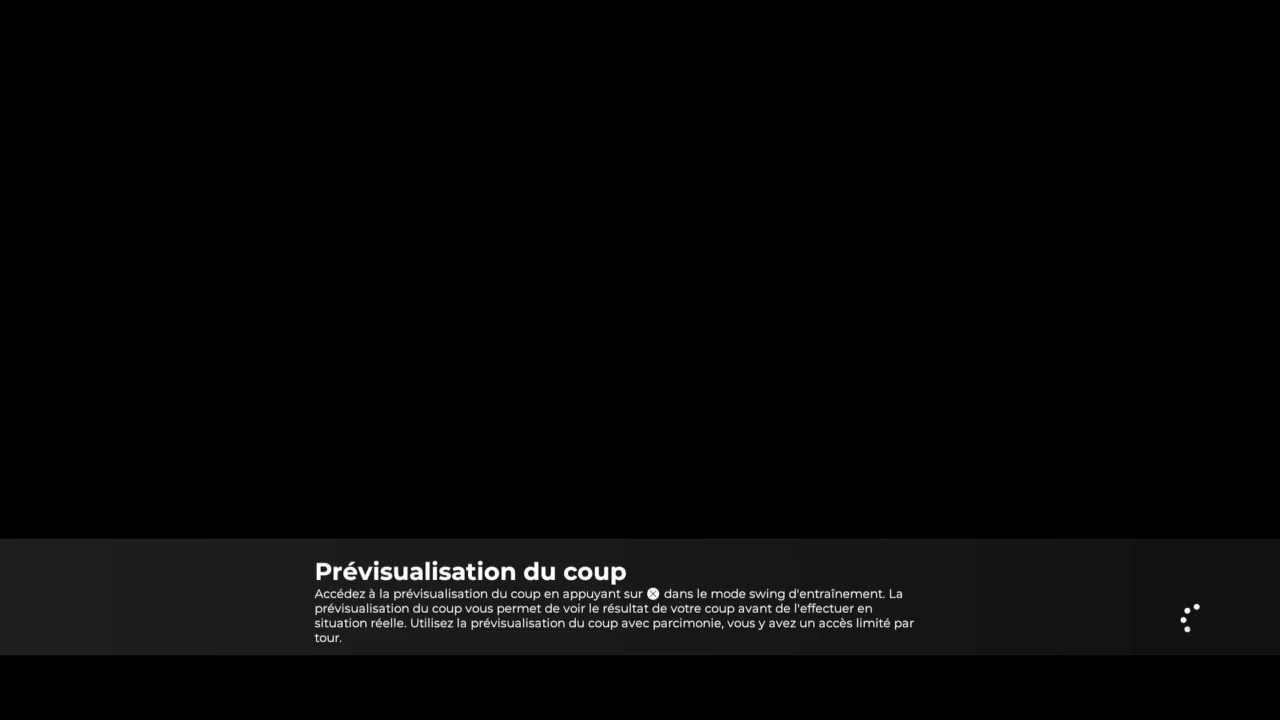 Prévisualisation du coup
Accédez à la prévisualisation du coup en appuyant sur ⊗ dans le mode swing d'entraînement. La
prévisualisation du coup vous permet de voir le résultat de votre coup avant de l'effectuer en
situation réelle. Utilisez la prévisualisation du coup avec parcimonie, vous y avez un accès limité par
tour.